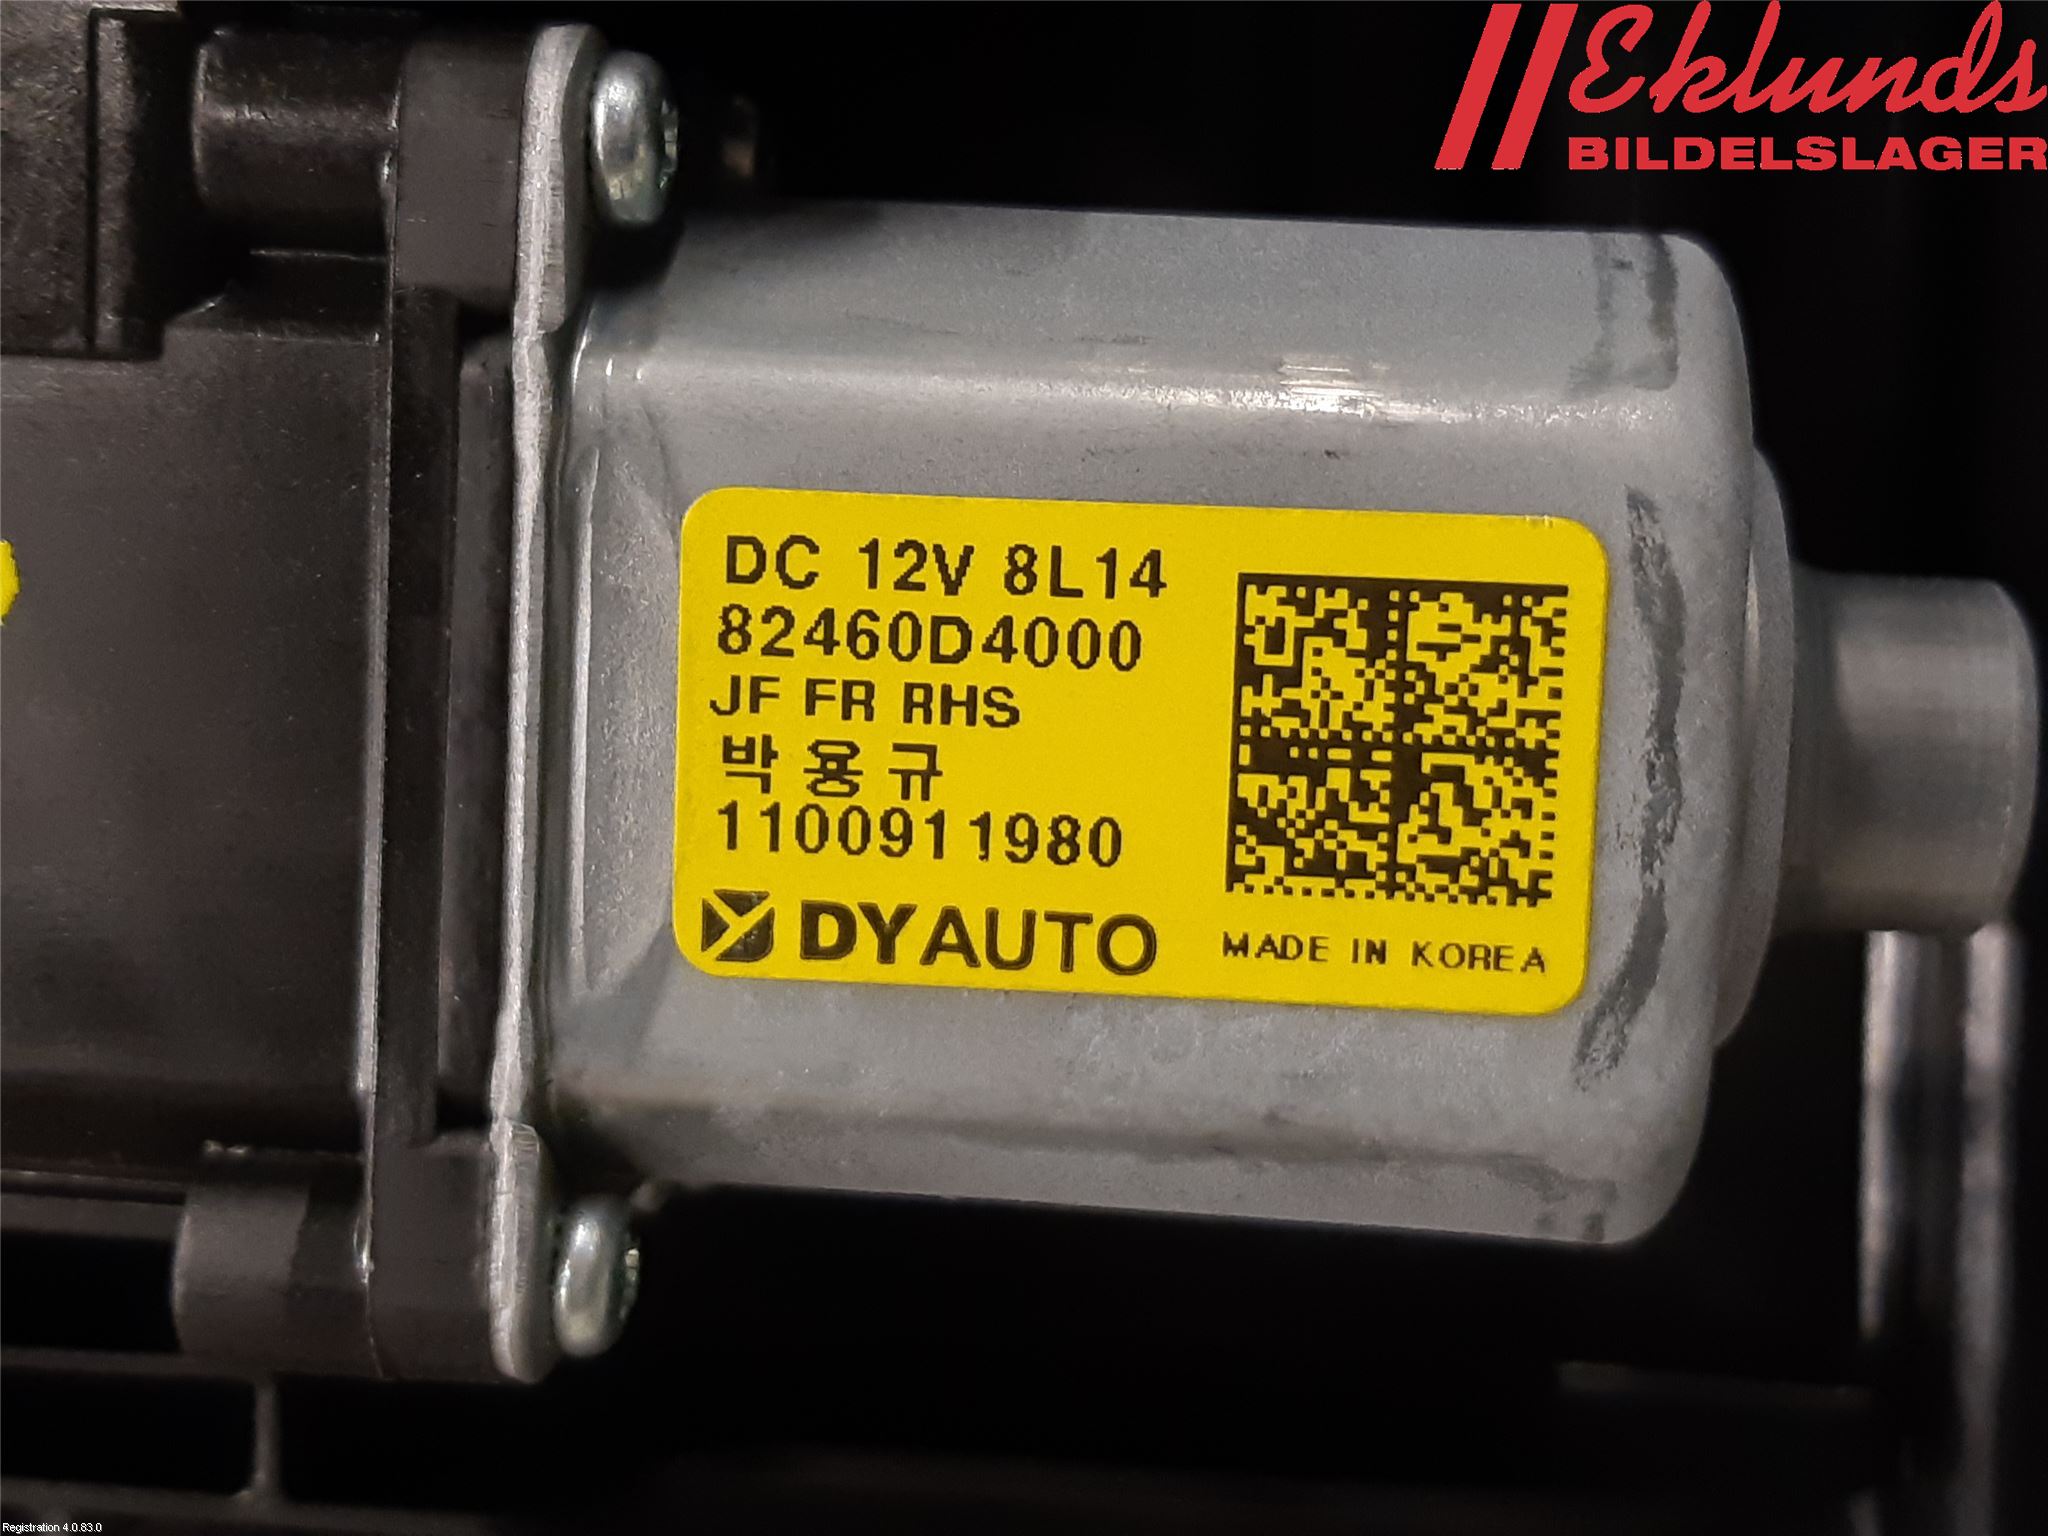 Eklunds
BILDELSLAGER
DC 12V 8L14
82460D4000
JF FR RHS
박용규
1100911980
DYAUTO
MADE IN KOREA
Registration 4.0.83.0